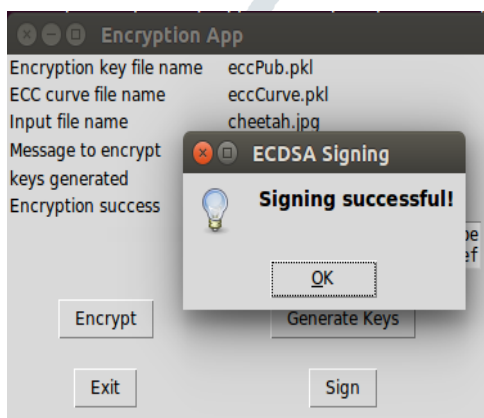 Encryption App
Encryption key file name eccPub.pkl
ECC curve file name eccCurve.pkl
Input file name cheetah.jpg
Message to encrypt
keys generated
Encryption success
ECDSA Signing
Signing successful!
OK
Encrypt Generate Keys
Exit Sign